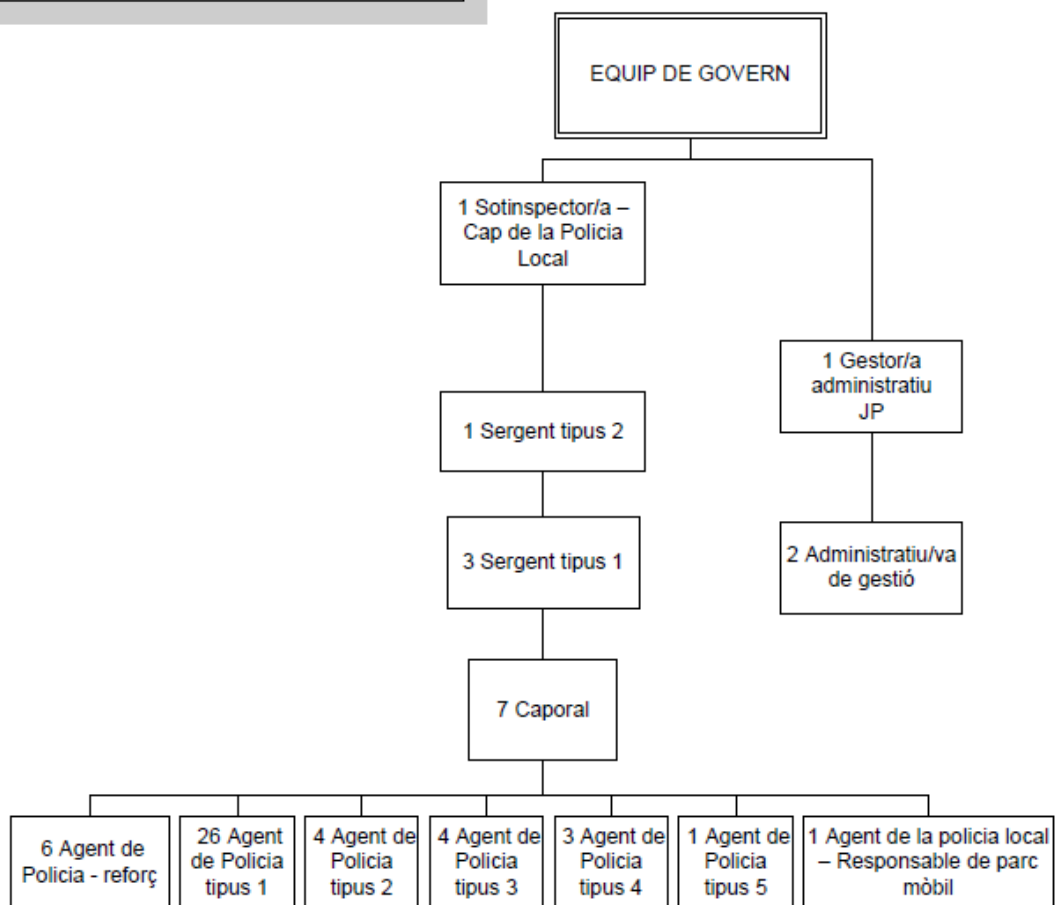 EQUIP DE GOVERN
1 Sotinspector/a –
Cap de la Policia
Local
1 Gestor/a
administratiu
JP
1 Sergent tipus 2
3 Sergent tipus 1
2 Administratiu/va
de gestió
7 Caporal
6 Agent de
Policia - reforç
26 Agent
de Policia
tipus 1
4 Agent de
Policia
tipus 2
4 Agent de
Policia
tipus 3
3 Agent de
Policia
tipus 4
1 Agent de
Policia
tipus 5
1 Agent de la policia local
– Responsable de parc
mòbil